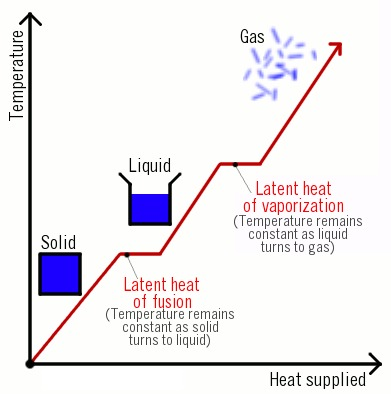 Temperature
Gas
Liquid
Latent heat
of vaporization
(Temperature remains
constant as liquid
turns to gas)
Solid
Latent heat
of fusion
(Temperature remains
constant as solid
turns to liquid)
Heat supplied